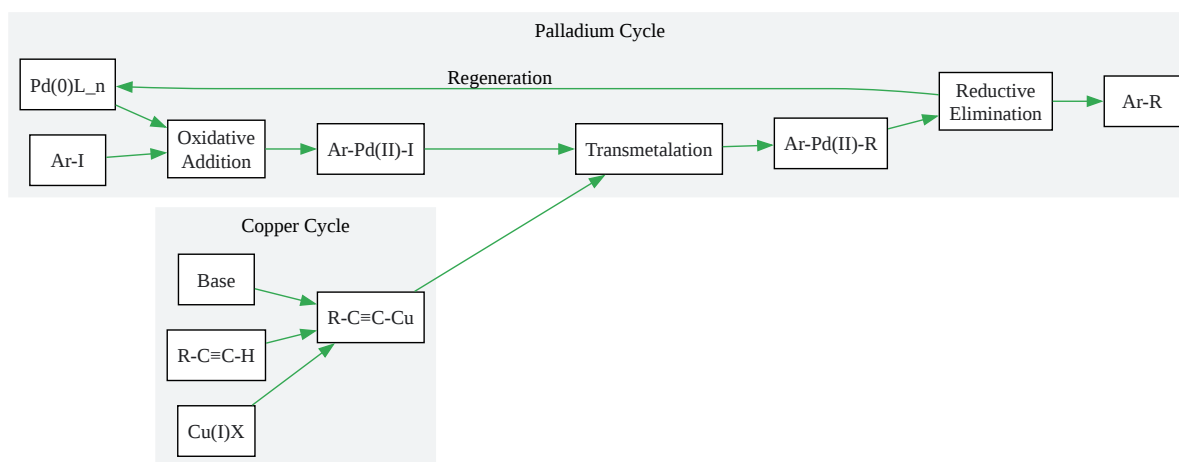 Palladium Cycle
Pd(0)L_n
Regeneration
Reductive
Elimination
Ar-R
Ar-I
Oxidative
Addition
Ar-Pd(II)-I
Transmetalation
Ar-Pd(II)-R
Copper Cycle
Base
R-C≡C-H
Cu(I)X
R-C≡C-Cu